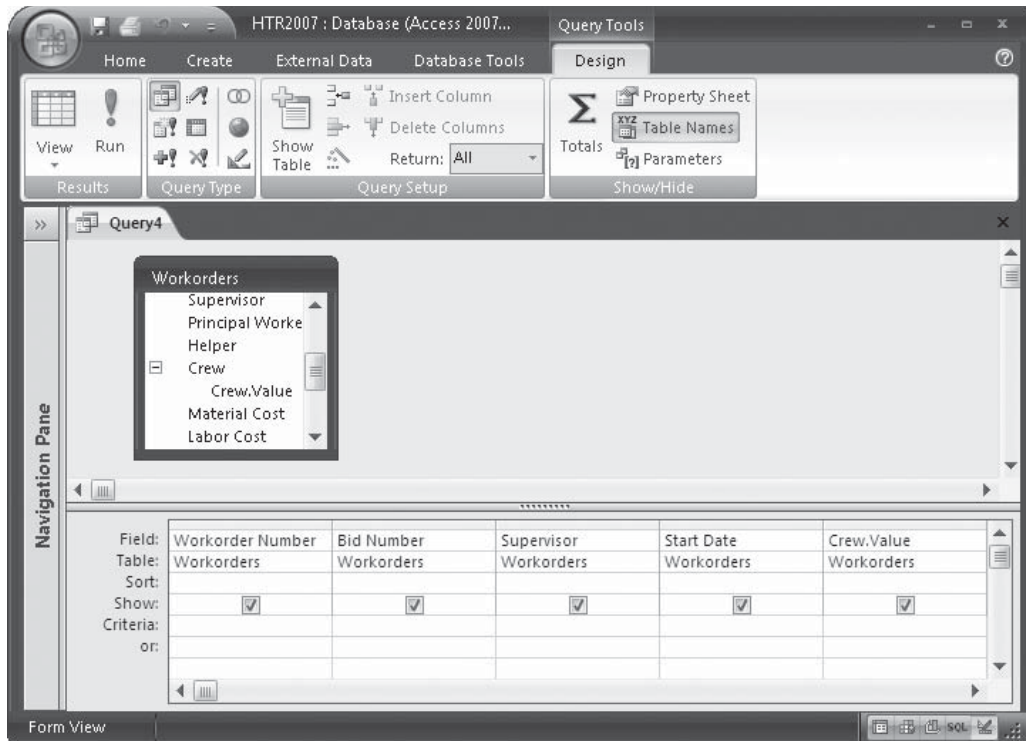 HTR2007 : Database (Access 2007...
Query Tools
Home Create External Data Database Tools Design
View
Run
Results
Query Type
Show Table
Insert Column
Delete Columns
Return: All
Query Setup
Totals
Property Sheet
XYZ Table Names
[?] Parameters
Show/Hide
Query4
Navigation Pane
Workorders
Supervisor
Principal Worke
Helper
Crew
Crew.Value
Material Cost
Labor Cost
Field: Workorder Number Bid Number Supervisor Start Date Crew.Value
Table: Workorders Workorders Workorders Workorders Workorders
Sort:
Show:
Criteria:
or:
Form View
SQL